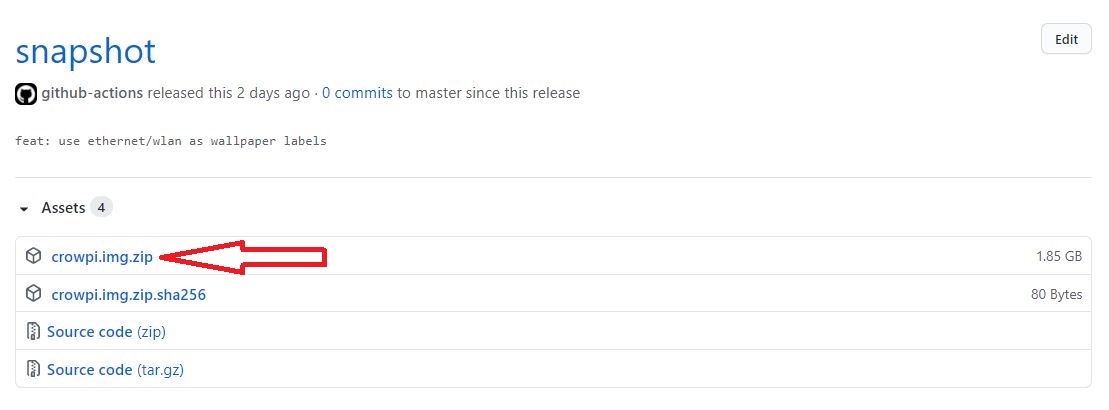 snapshot
Edit
github-actions released this 2 days ago · 0 commits to master since this release
feat: use ethernet/wlan as wallpaper labels
Assets 4
crowpi.img.zip 1.85 GB
crowpi.img.zip.sha256 80 Bytes
Source code (zip)
Source code (tar.gz)